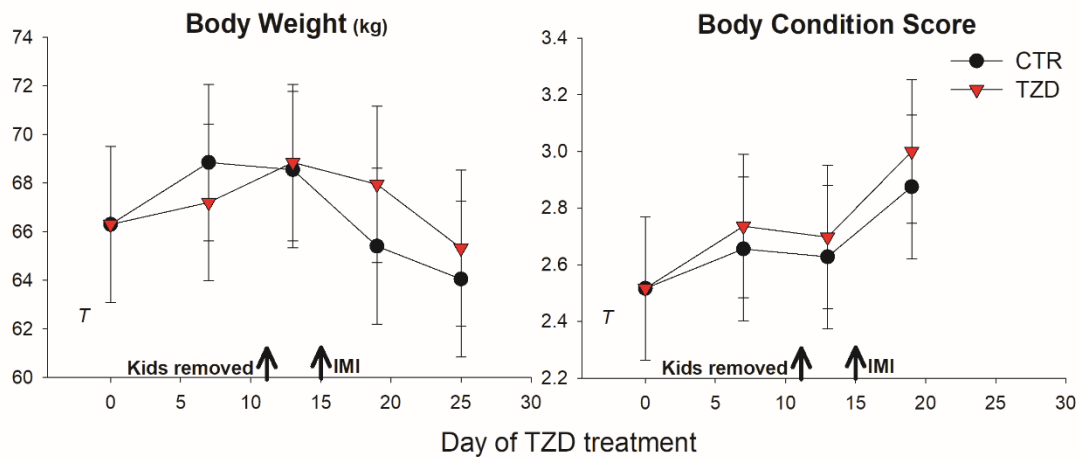 Body Weight (kg)
74
72
70
68
66
64
62
60
T
Kids removed
IMI
0 5 10 15 20 25 30
Body Condition Score
3.4
3.2
3.0
2.8
2.6
2.4
2.2
CTR
TZD
T
Kids removed
IMI
0 5 10 15 20 25 30
Day of TZD treatment